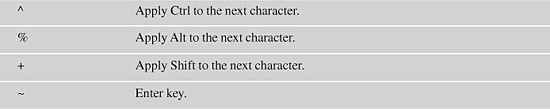 ^ Apply Ctrl to the next character.
% Apply Alt to the next character.
+ Apply Shift to the next character.
~ Enter key.